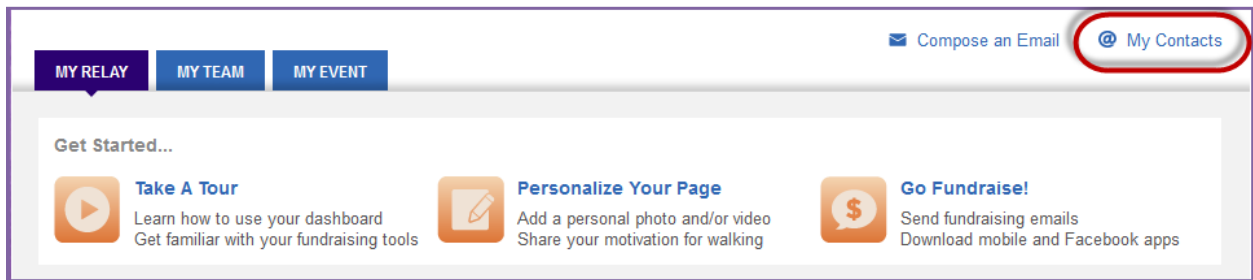 Compose an Email
@ My Contacts
MY RELAY
MY TEAM
MY EVENT
Get Started...
Take A Tour
Learn how to use your dashboard
Get familiar with your fundraising tools
Personalize Your Page
Add a personal photo and/or video
Share your motivation for walking
$
Go Fundraise!
Send fundraising emails
Download mobile and Facebook apps